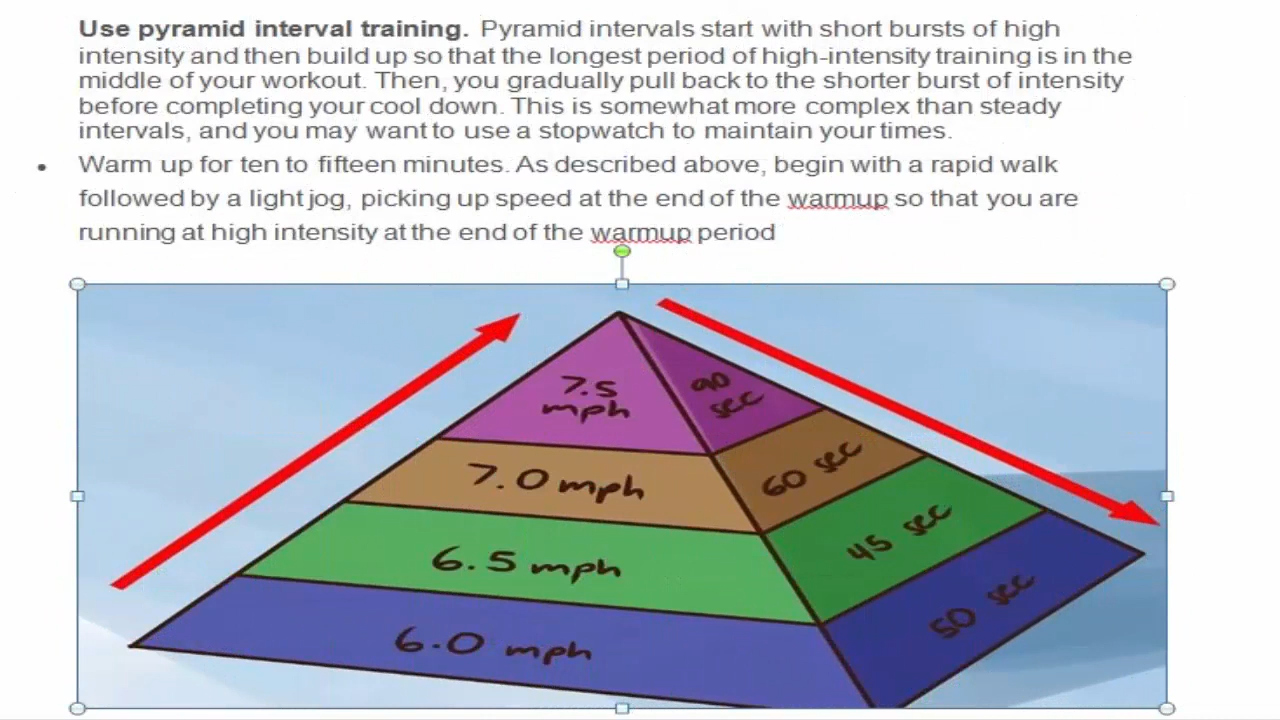 Use pyramid interval training. Pyramid intervals start with short bursts of high
intensity and then build up so that the longest period of high-intensity training is in the
middle of your workout. Then, you gradually pull back to the shorter burst of intensity
before completing your cool down. This is somewhat more complex than steady
intervals, and you may want to use a stopwatch to maintain your times.
• Warm up for ten to fifteen minutes. As described above, begin with a rapid walk
followed by a light jog, picking up speed at the end of the warmup so that you are
running at high intensity at the end of the warmup period
7.5
mph
90
sec
7.0 mph
60 sec
6.5 mph
45 sec
6.0 mph
50 sec